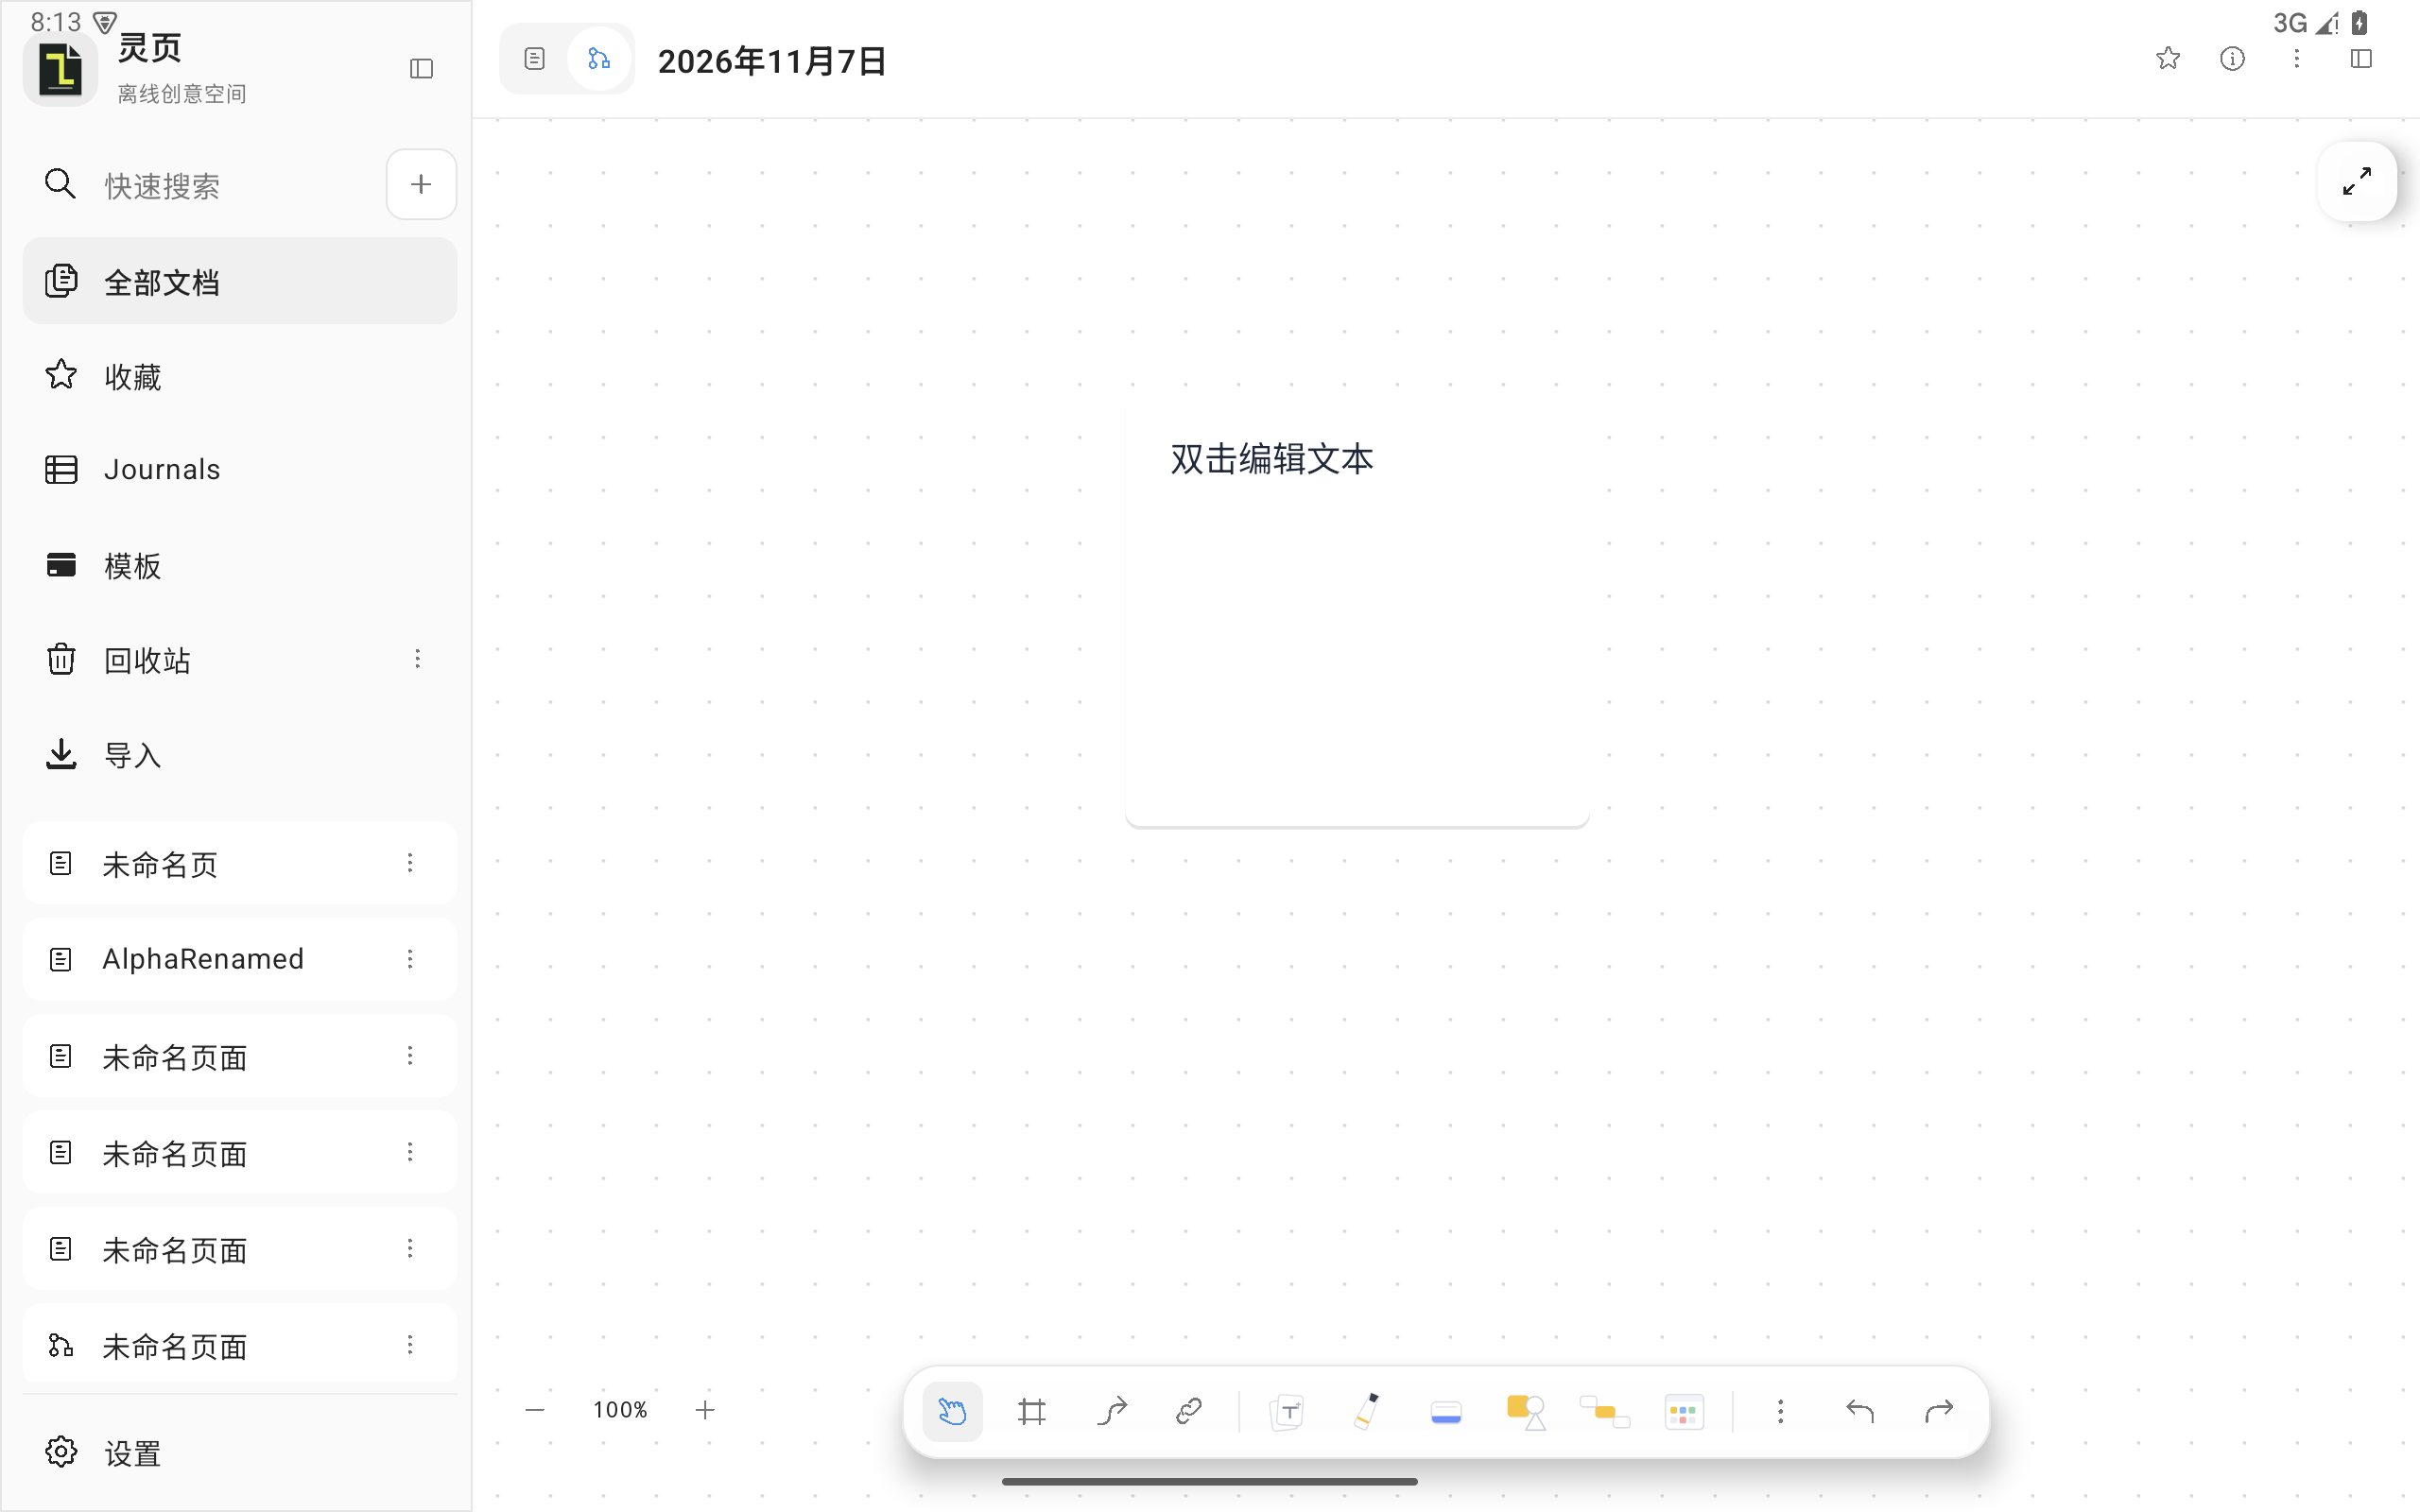 8:13
灵页
离线创意空间
快速搜索
全部文档
收藏
Journals
模板
回收站
导入
未命名页
AlphaRenamed
未命名页面
未命名页面
未命名页面
未命名页面
设置
2026年11月7日
3G
双击编辑文本
100%
T